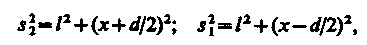 s₂²=l²+(x+d/2)²;   s₁²=l²+(x−d/2)²,